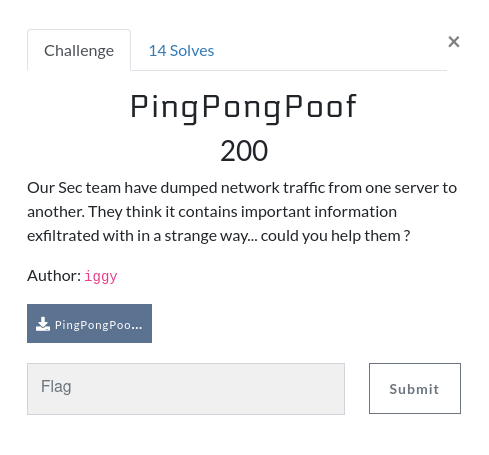 Challenge
14 Solves
×
PingPongPoof
200
Our Sec team have dumped network traffic from one server to
another. They think it contains important information
exfiltrated with in a strange way... could you help them ?
Author: iggy
PingPongPoo...
Flag
Submit